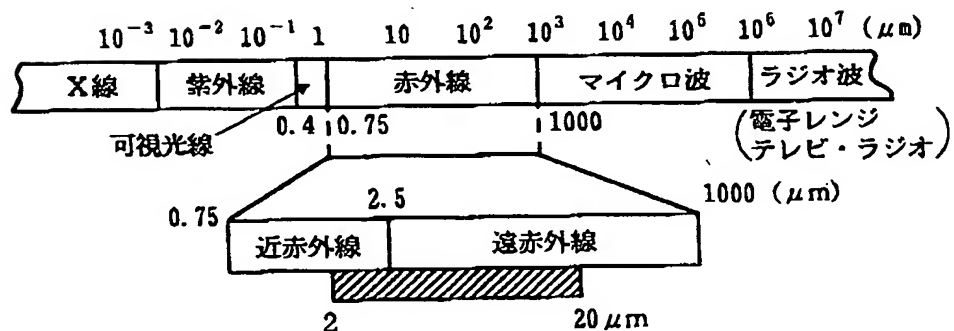 10⁻³ 10⁻² 10⁻¹ 1 10 10² 10³ 10⁴ 10⁵ 10⁶ 10⁷ (μm)
X線 紫外線 赤外線 マイクロ波 ラジオ波
可視光線 0.4 0.75 1000 (電子レンジ
テレビ・ラジオ)
0.75 2.5 1000 (μm)
近赤外線 遠赤外線
2 20μm